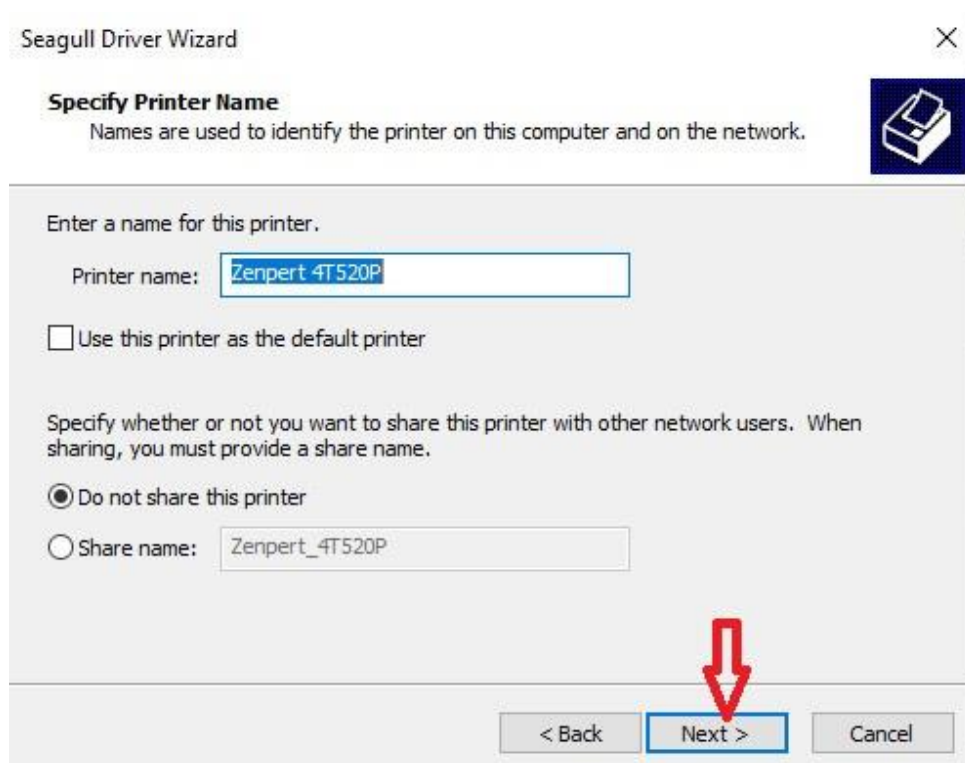 Seagull Driver Wizard
Specify Printer Name
Names are used to identify the printer on this computer and on the network.
Enter a name for this printer.
Printer name: Zenpert 4T520P
Use this printer as the default printer
Specify whether or not you want to share this printer with other network users. When
sharing, you must provide a share name.
Do not share this printer
Share name: Zenpert_4T520P
< Back Next > Cancel